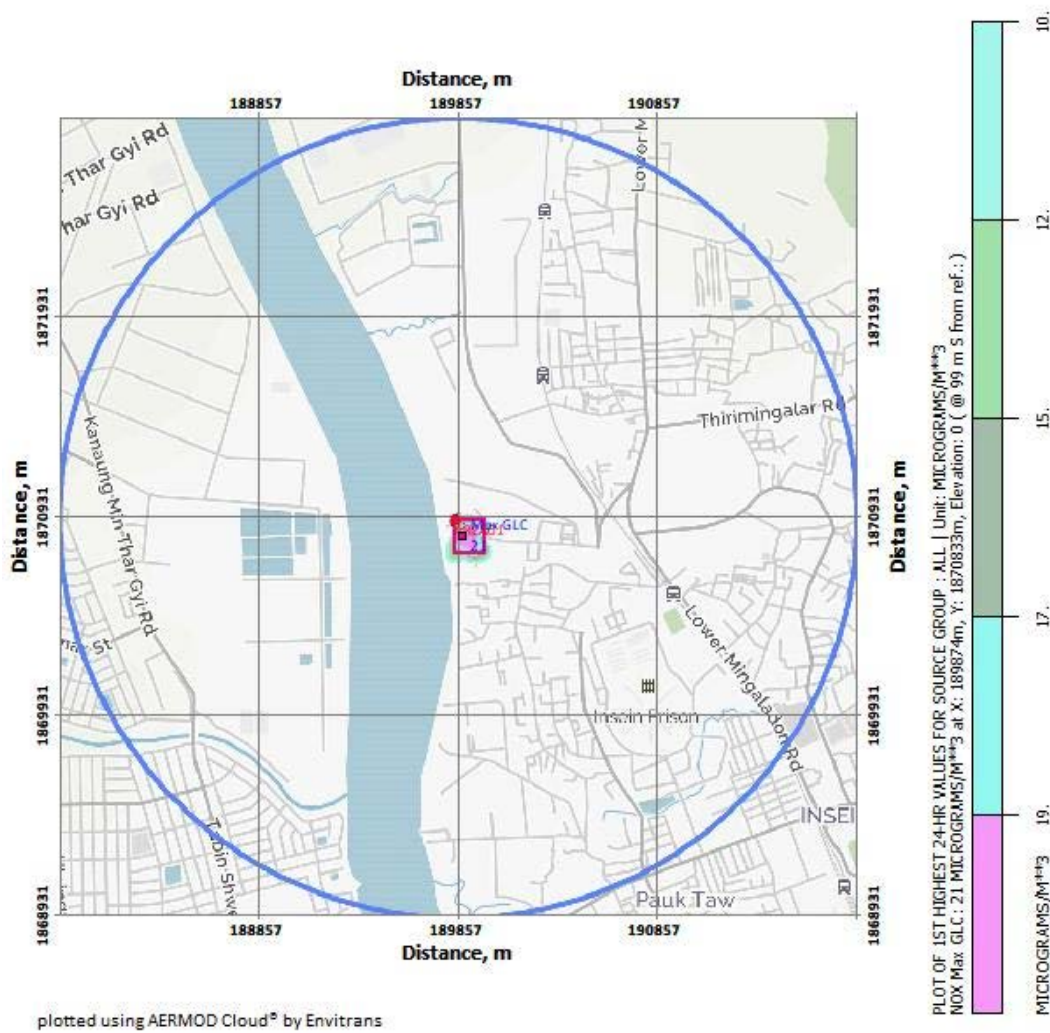 Distance, m
188857
189857
190857
Thar Gyi Rd
har Gyi Rd
Lower M
1871931
1871931
Thirimingalar Rd
Kanaung Min Thar Gyi Rd
Distance, m
1870931
Max GLC
2
1870931
Distance, m
Lower Mingaladon Rd
Insein Prison
1869931
1869931
INSEI
Tabin Shwe
Pauk Taw
1868931
1868931
188857
189857
190857
Distance, m
plotted using AERMOD Cloud® by Envitrans
PLOT OF 1ST HIGHEST 24-HR VALUES FOR SOURCE GROUP : ALL | Unit: MICROGRAMS/M**3
NOX Max GLC: 21 MICROGRAMS/M**3 at X: 189874m, Y: 1870833m, Elevation: 0 ( @ 99 m S from ref.: )
MICROGRAMS/M**3
10.
12.
15.
17.
19.